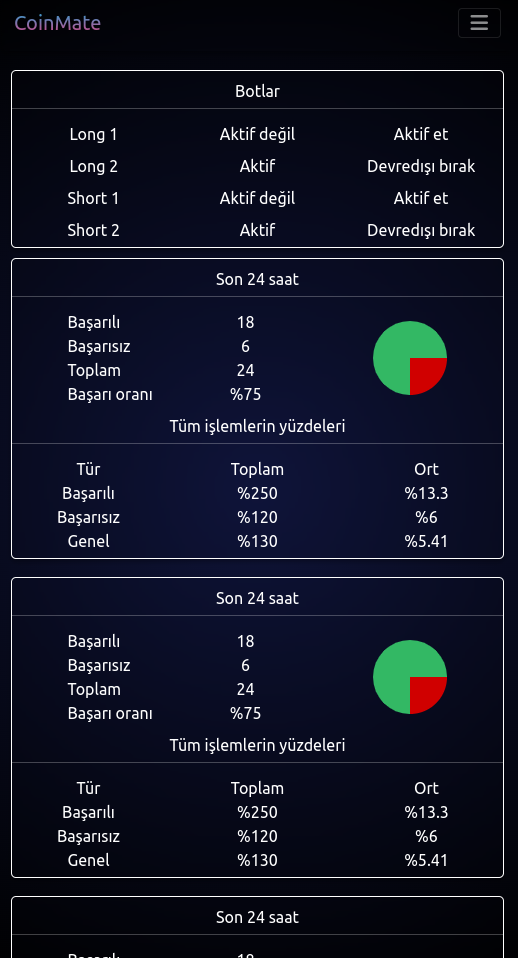 CoinMate
Botlar
Long 1 Aktif değil Aktif et
Long 2 Aktif Devredışı bırak
Short 1 Aktif değil Aktif et
Short 2 Aktif Devredışı bırak
Son 24 saat
Başarılı 18
Başarısız 6
Toplam 24
Başarı oranı %75
Tüm işlemlerin yüzdeleri
Tür Toplam Ort
Başarılı %250 %13.3
Başarısız %120 %6
Genel %130 %5.41
Son 24 saat
Başarılı 18
Başarısız 6
Toplam 24
Başarı oranı %75
Tüm işlemlerin yüzdeleri
Tür Toplam Ort
Başarılı %250 %13.3
Başarısız %120 %6
Genel %130 %5.41
Son 24 saat